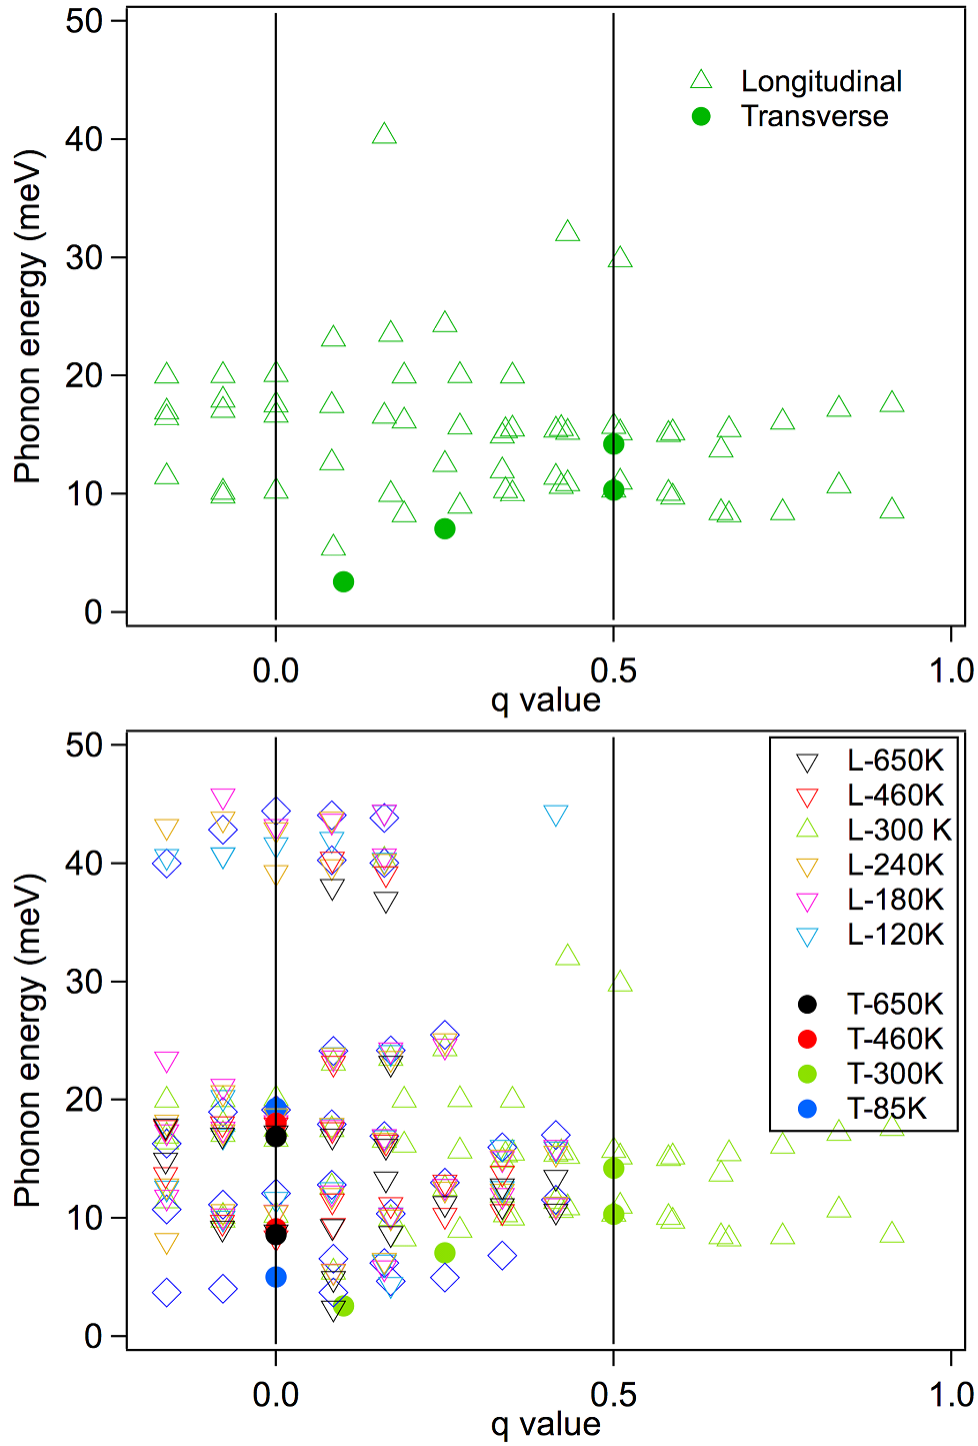 50
40
30
20
10
0
Phonon energy (meV)
Longitudinal
Transverse
0.0
0.5
1.0
q value
50
40
30
20
10
0
Phonon energy (meV)
L-650K
L-460K
L-300 K
L-240K
L-180K
L-120K
T-650K
T-460K
T-300K
T-85K
0.0
0.5
1.0
q value